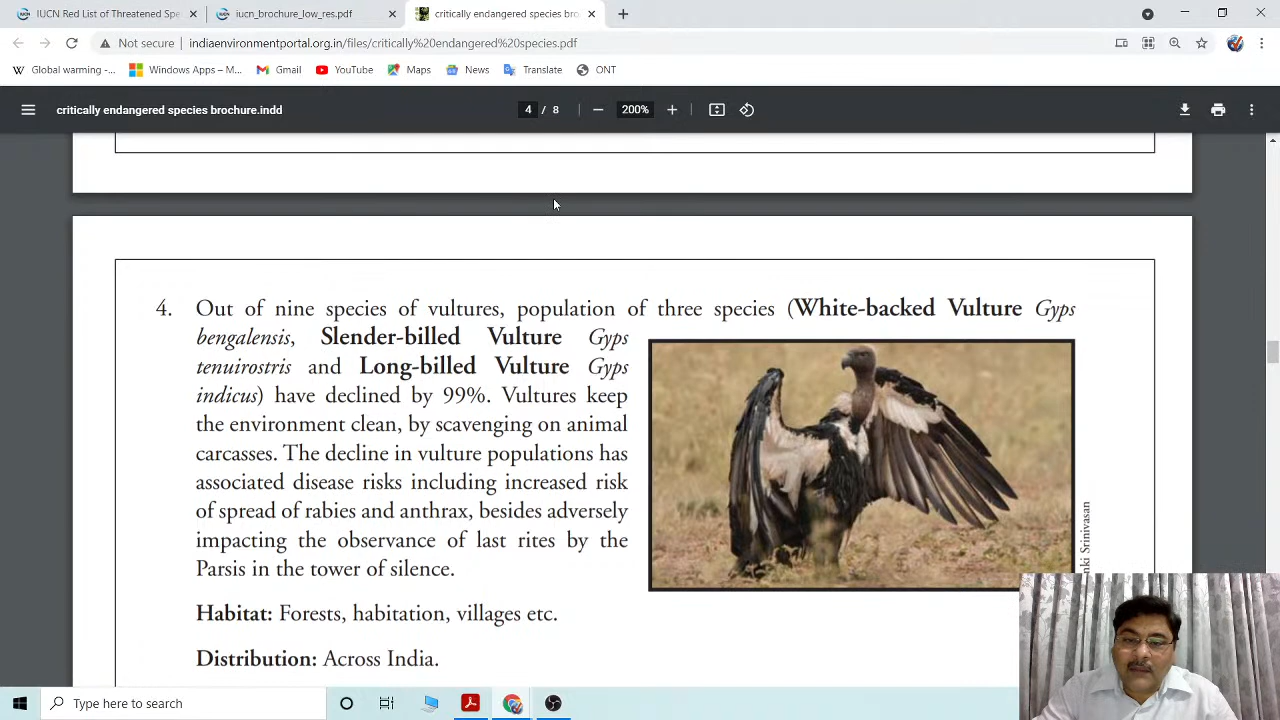 IUCN Red List of Threatened Spe
iucn_brochure_low_res.pdf
critically endangered species bro
Not secure | indiaenvironmentportal.org.in/files/critically%20endangered%20species.pdf
Global warming -...
Windows Apps – M...
Gmail
YouTube
Maps
News
Translate
ONT
critically endangered species brochure.indd
4 / 8
200%
4. Out of nine species of vultures, population of three species (White-backed Vulture Gyps
bengalensis, Slender-billed Vulture Gyps
tenuirostris and Long-billed Vulture Gyps
indicus) have declined by 99%. Vultures keep
the environment clean, by scavenging on animal
carcasses. The decline in vulture populations has
associated disease risks including increased risk
of spread of rabies and anthrax, besides adversely
impacting the observance of last rites by the
Parsis in the tower of silence.
nki Srinivasan
Habitat: Forests, habitation, villages etc.
Distribution: Across India.
Type here to search